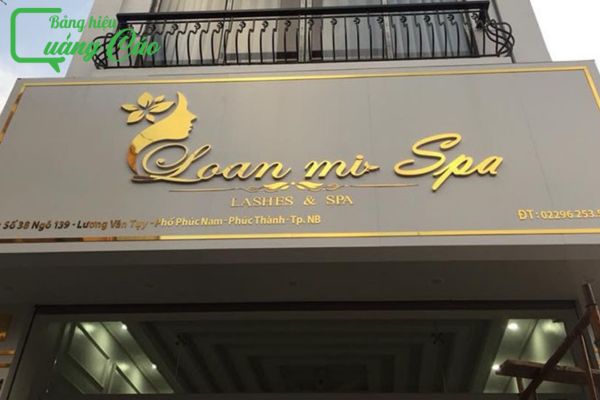 Bảng hiệu
Quảng Cáo
Loan mi Spa
LASHES & SPA
Số 38 Ngõ 139 - Lương Văn Tụy - Phố Phúc Nam - Phúc Thành - Tp. NB
ĐT : 02296.253.5